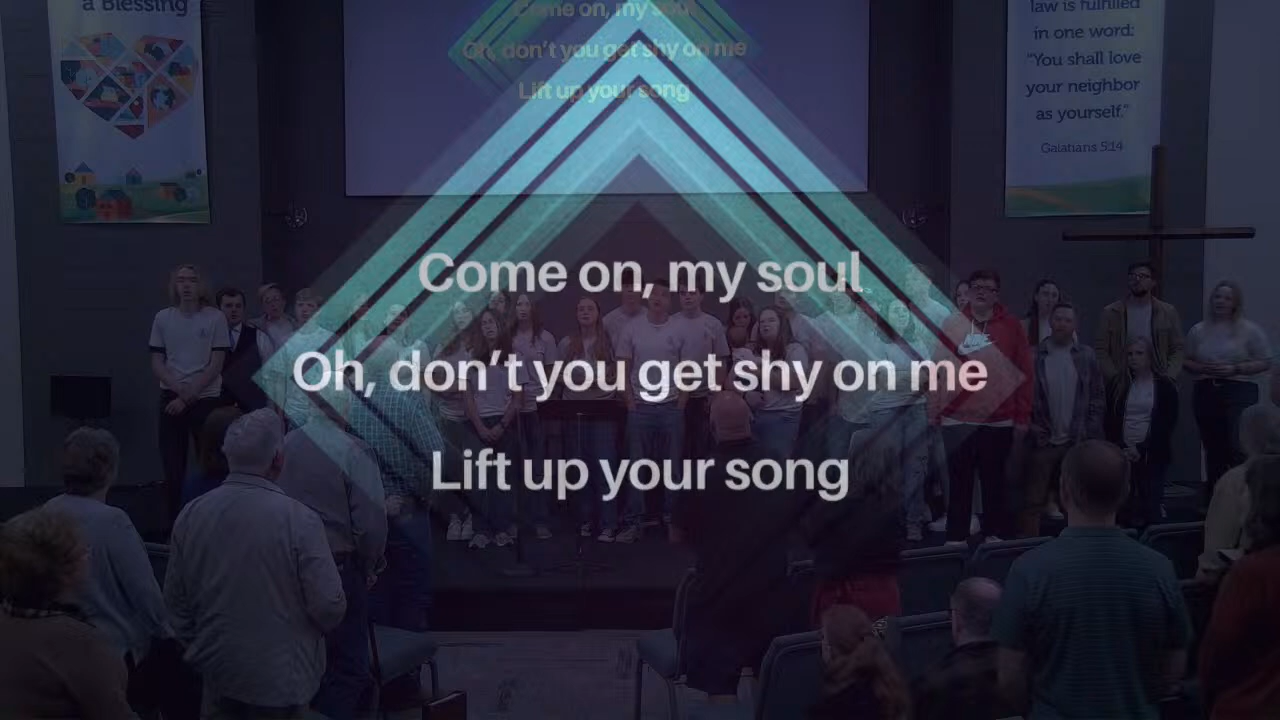 a Blessing
Come on, my soul
Oh, don't you get shy on me
Lift up your song
law is fulfilled
in one word:
"You shall love
your neighbor
as yourself."
Galatians 5:14
Come on, my soul
Oh, don't you get shy on me
Lift up your song